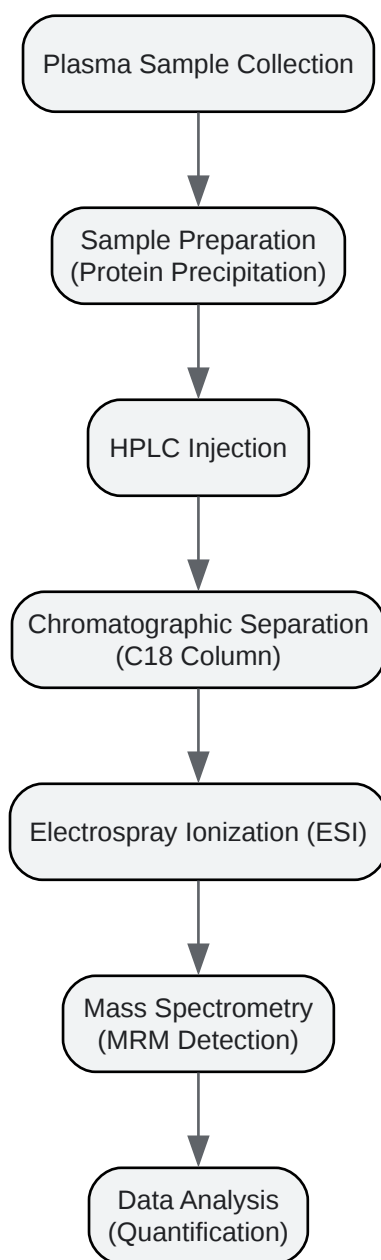 Plasma Sample Collection
Sample Preparation
(Protein Precipitation)
HPLC Injection
Chromatographic Separation
(C18 Column)
Electrospray Ionization (ESI)
Mass Spectrometry
(MRM Detection)
Data Analysis
(Quantification)